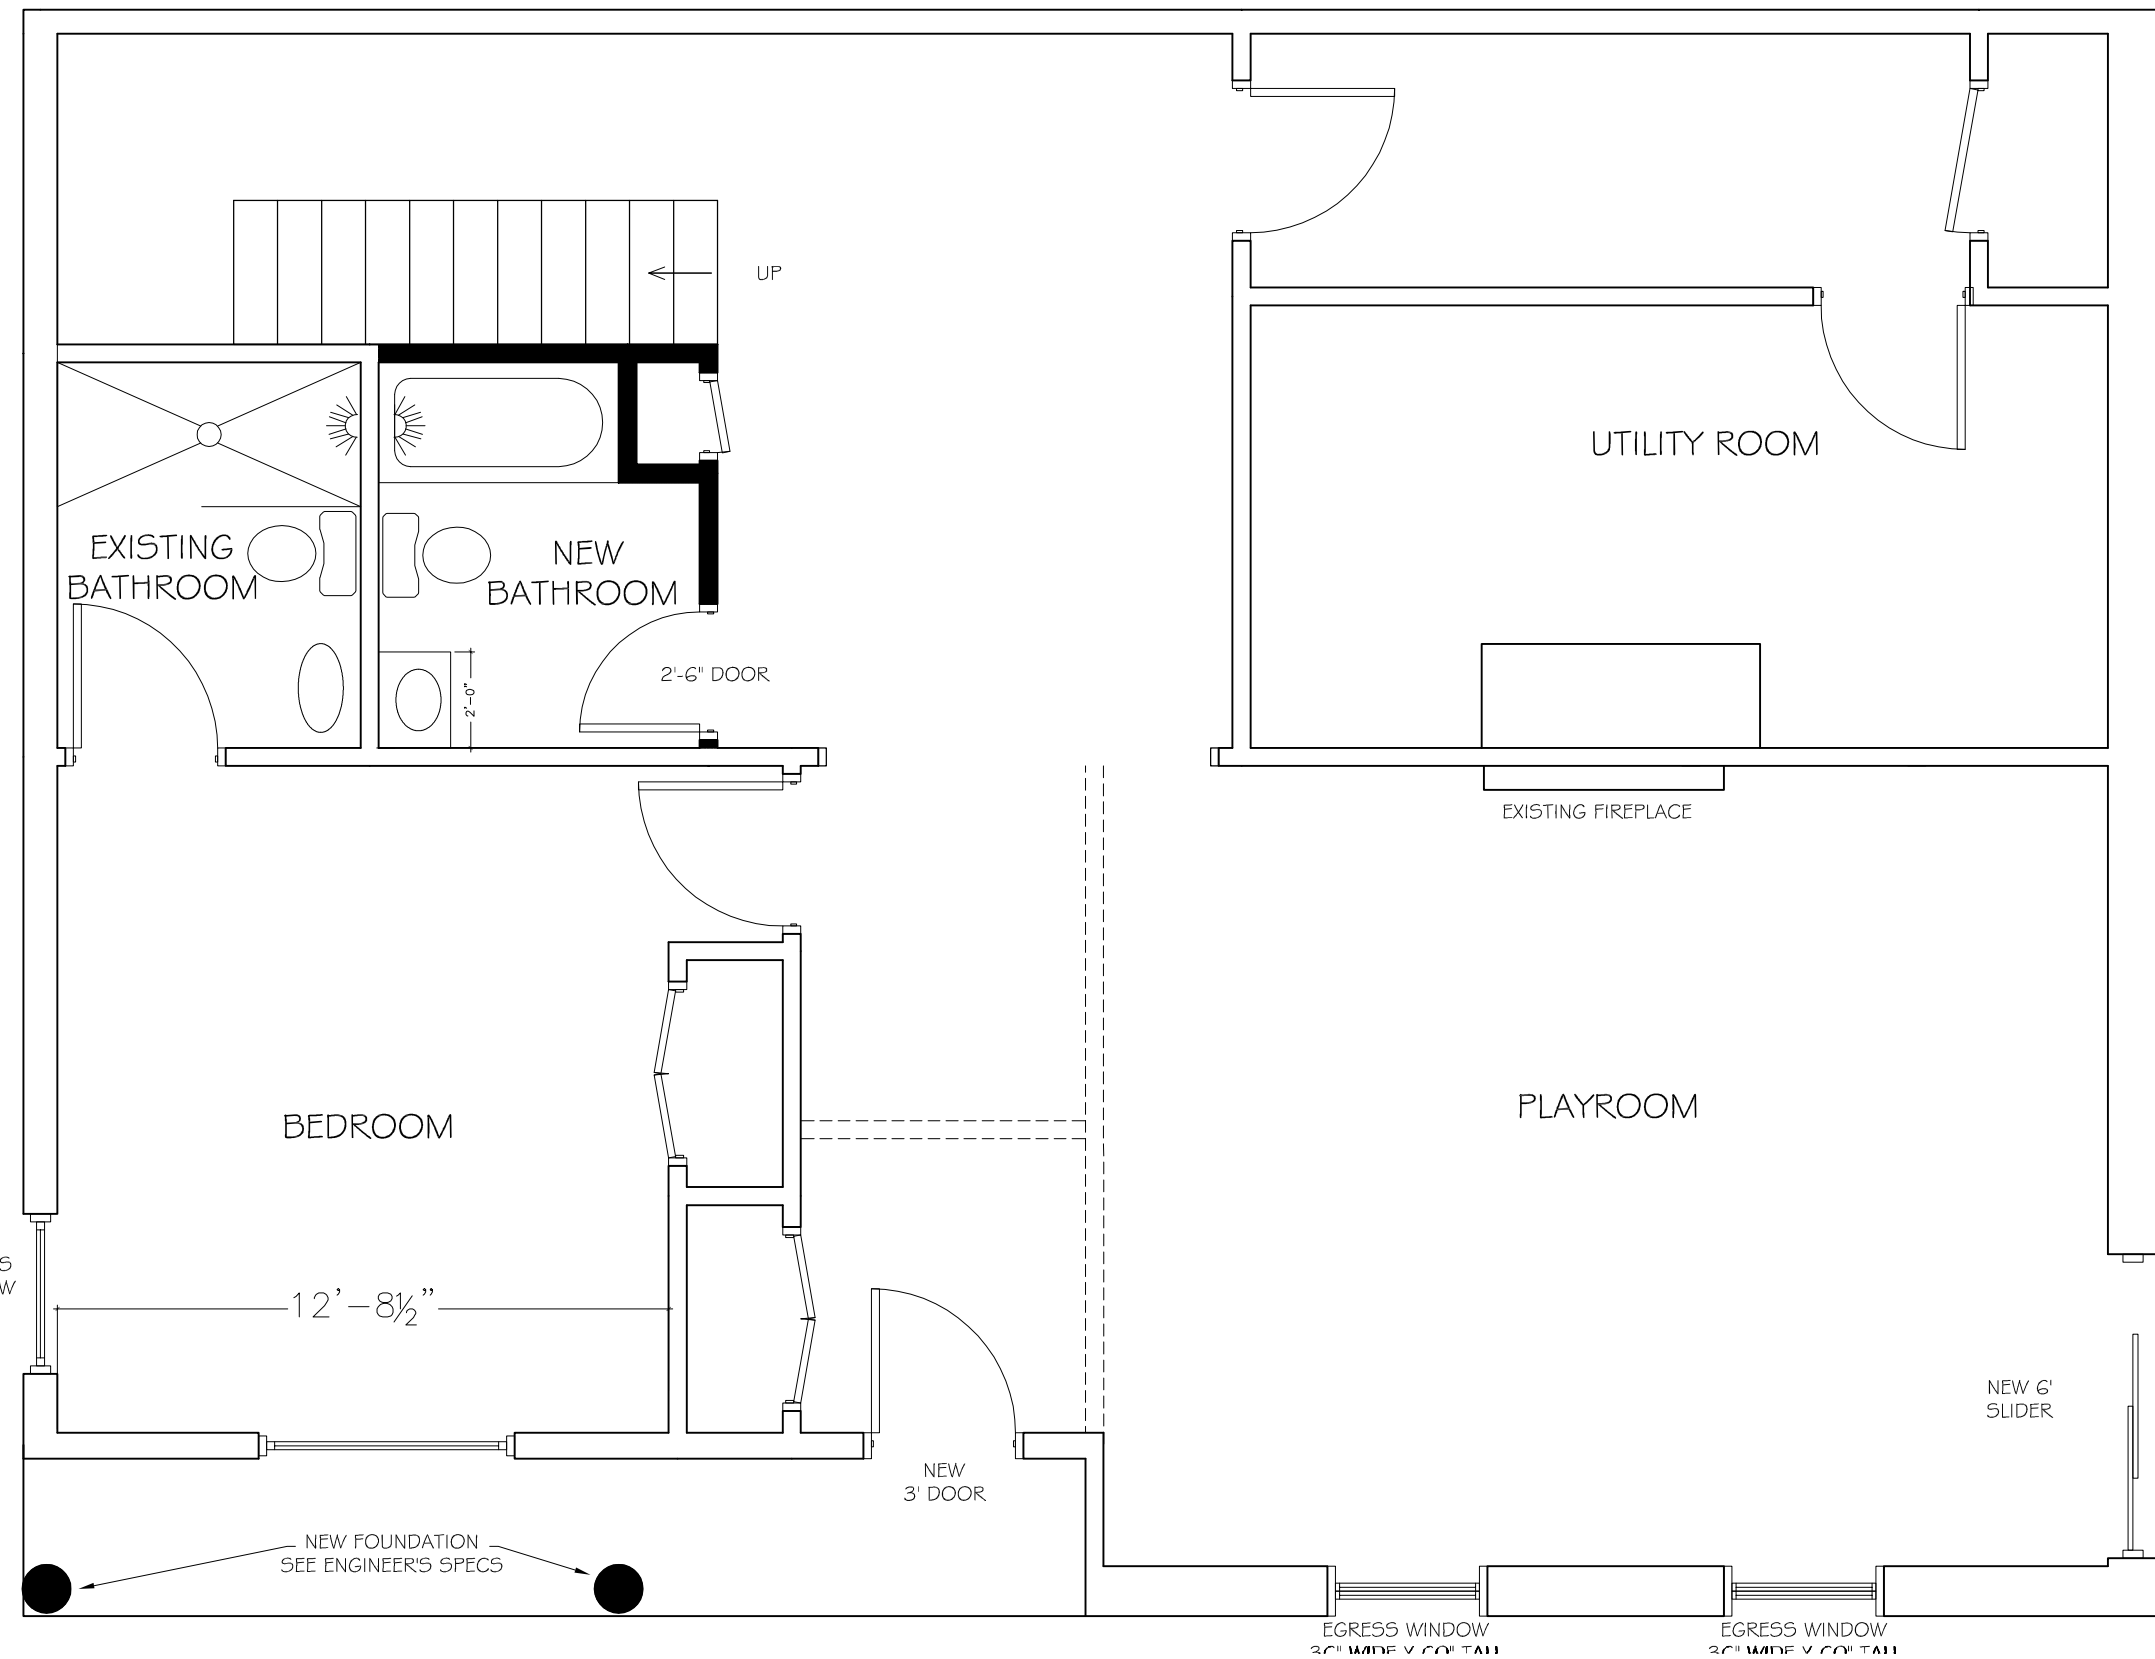 UP
UTILITY ROOM
EXISTING
BATHROOM
NEW
BATHROOM
2'-6" DOOR
2'-0"
EXISTING FIREPLACE
PLAYROOM
BEDROOM
S
W
12'-8½"
NEW 6'
SLIDER
NEW
3' DOOR
NEW FOUNDATION
SEE ENGINEER'S SPECS
EGRESS WINDOW
EGRESS WINDOW